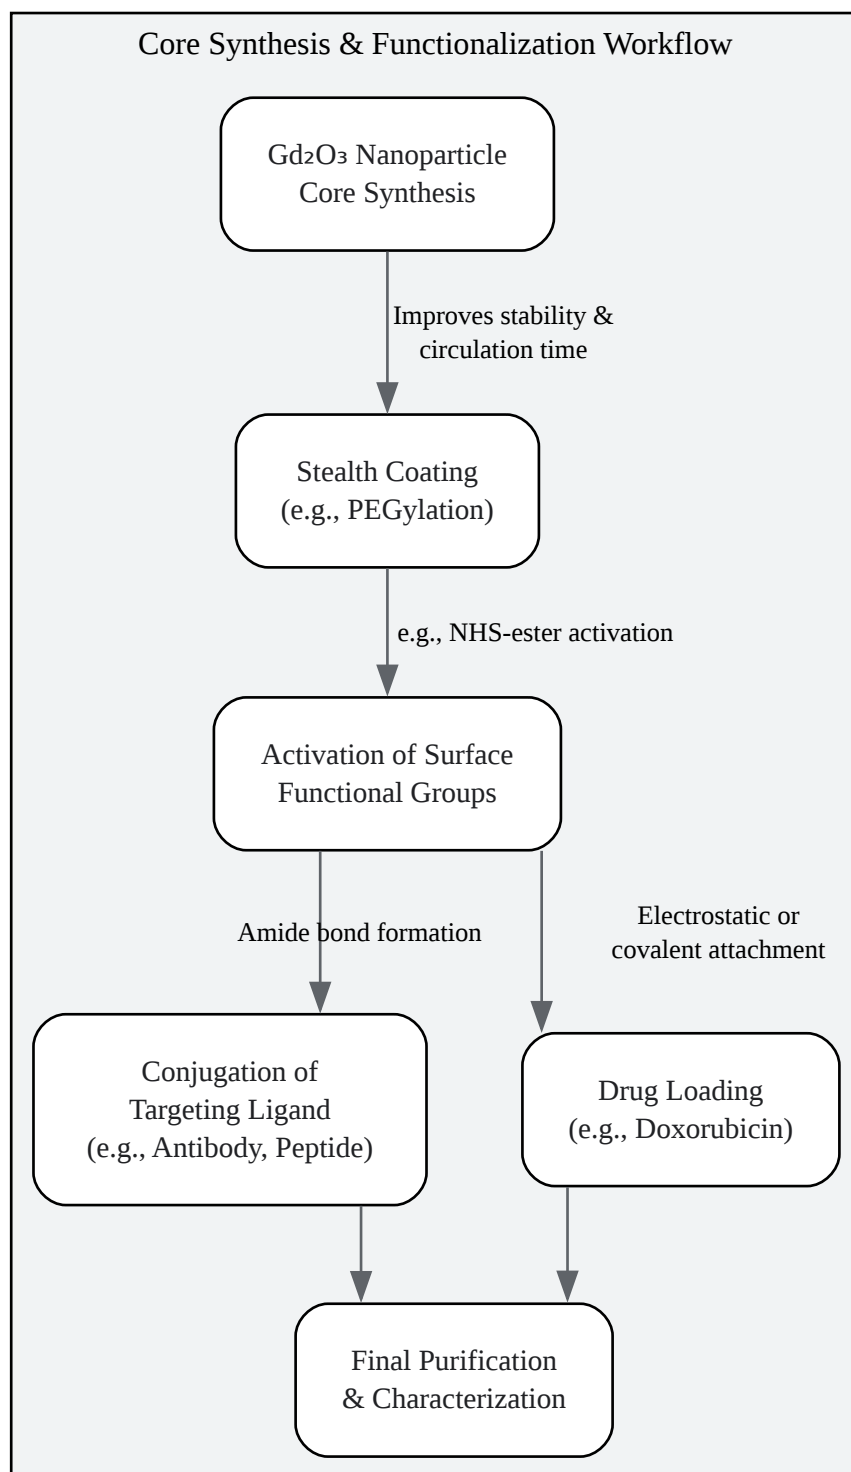 Core Synthesis & Functionalization Workflow
Gd₂O₃ Nanoparticle
Core Synthesis
Improves stability &
circulation time
Stealth Coating
(e.g., PEGylation)
e.g., NHS-ester activation
Activation of Surface
Functional Groups
Amide bond formation
Electrostatic or
covalent attachment
Conjugation of
Targeting Ligand
(e.g., Antibody, Peptide)
Drug Loading
(e.g., Doxorubicin)
Final Purification
& Characterization